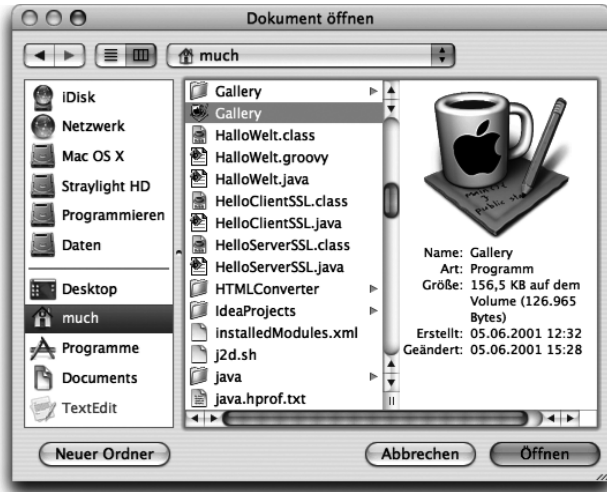 Dokument öffnen
much
iDisk
Netzwerk
Mac OS X
Straylight HD
Programmieren
Daten
Desktop
much
Programme
Documents
TextEdit
Gallery
Gallery
HalloWelt.class
HalloWelt.groovy
HalloWelt.java
HelloClientSSL.class
HelloClientSSL.java
HelloServerSSL.class
HelloServerSSL.java
HTMLConverter
IdeaProjects
installedModules.xml
j2d.sh
java
java.hprof.txt
Name: Gallery
Art: Programm
Größe: 156,5 KB auf dem
Volume (126.965
Bytes)
Erstellt: 05.06.2001 12:32
Geändert: 05.06.2001 15:28
Neuer Ordner
Abbrechen
Öffnen